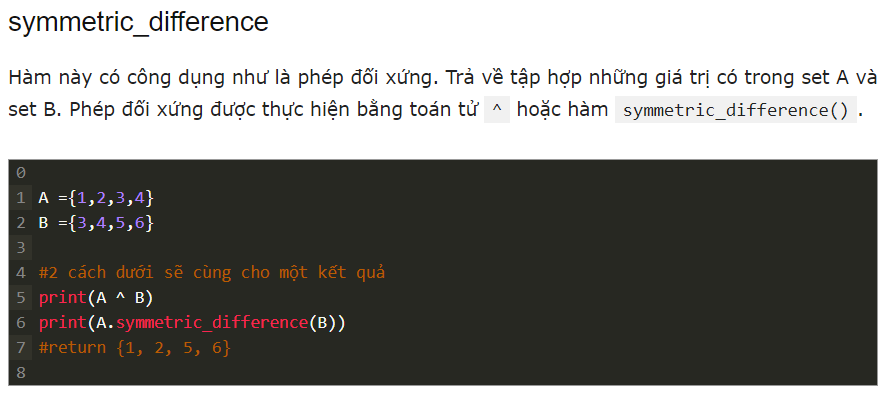 symmetric_difference
Hàm này có công dụng như là phép đối xứng. Trả về tập hợp những giá trị có trong set A và
set B. Phép đối xứng được thực hiện bằng toán tử ^ hoặc hàm symmetric_difference() .
0
1 A ={1,2,3,4}
2 B ={3,4,5,6}
3
4 #2 cách dưới sẽ cùng cho một kết quả
5 print(A ^ B)
6 print(A.symmetric_difference(B))
7 #return {1, 2, 5, 6}
8